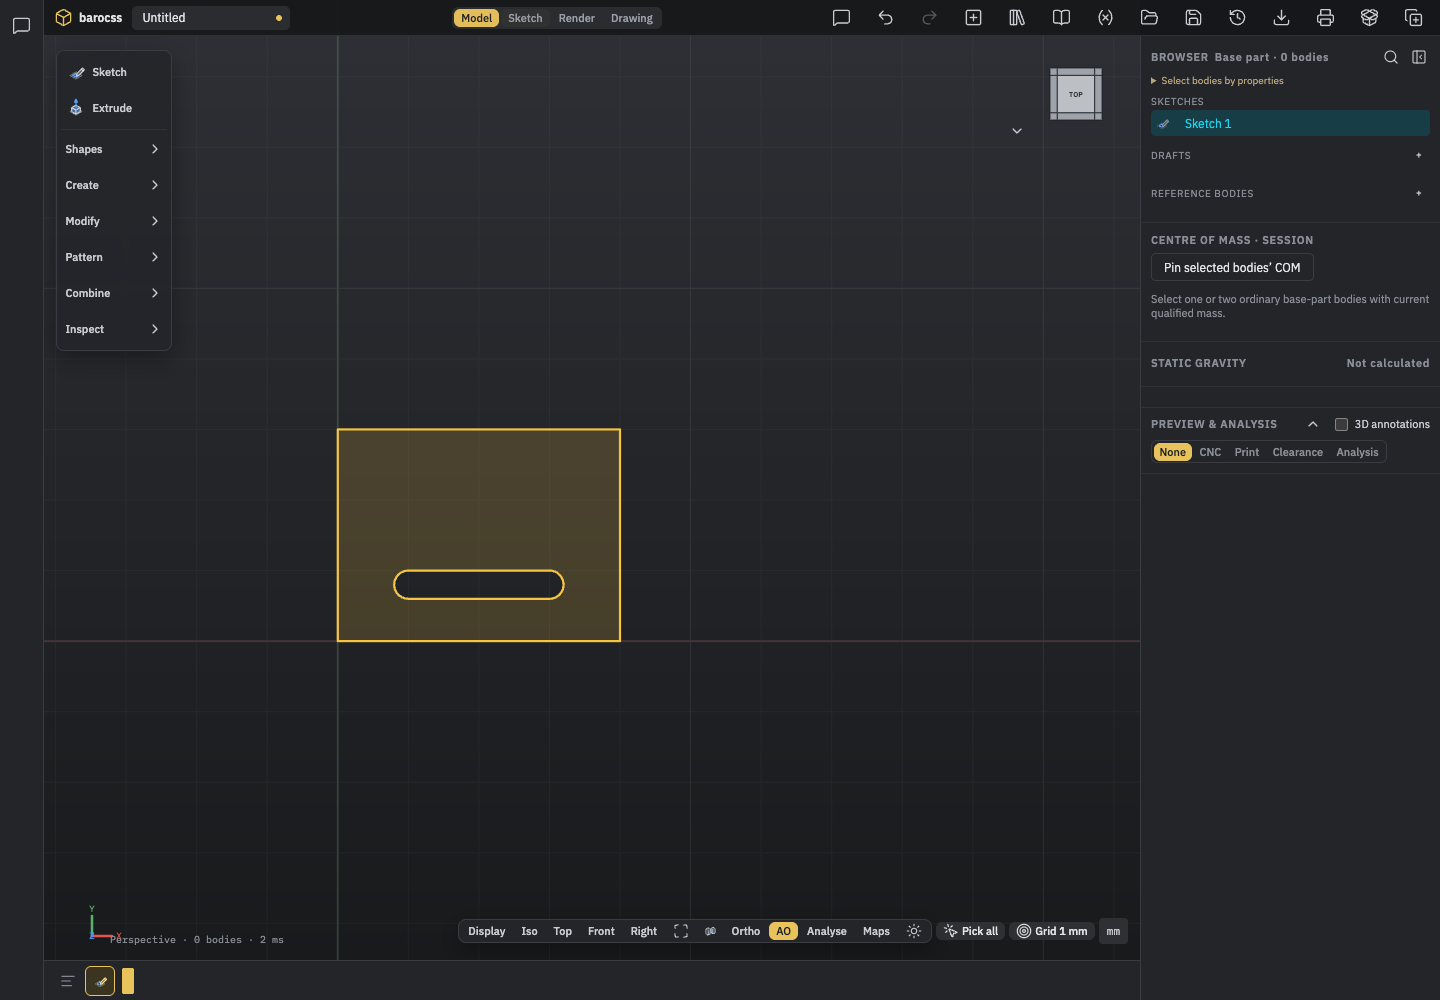 barocss
Untitled
Model Sketch Render Drawing
Sketch
Extrude
Shapes
Create
Modify
Pattern
Combine
Inspect
TOP
BROWSER Base part · 0 bodies
Select bodies by properties
SKETCHES
Sketch 1
DRAFTS
REFERENCE BODIES
CENTRE OF MASS · SESSION
Pin selected bodies’ COM
Select one or two ordinary base-part bodies with current
qualified mass.
STATIC GRAVITY Not calculated
PREVIEW & ANALYSIS 3D annotations
None CNC Print Clearance Analysis
Y
Z X
Perspective · 0 bodies · 2 ms
Display Iso Top Front Right Ortho AO Analyse Maps Pick all Grid 1 mm mm